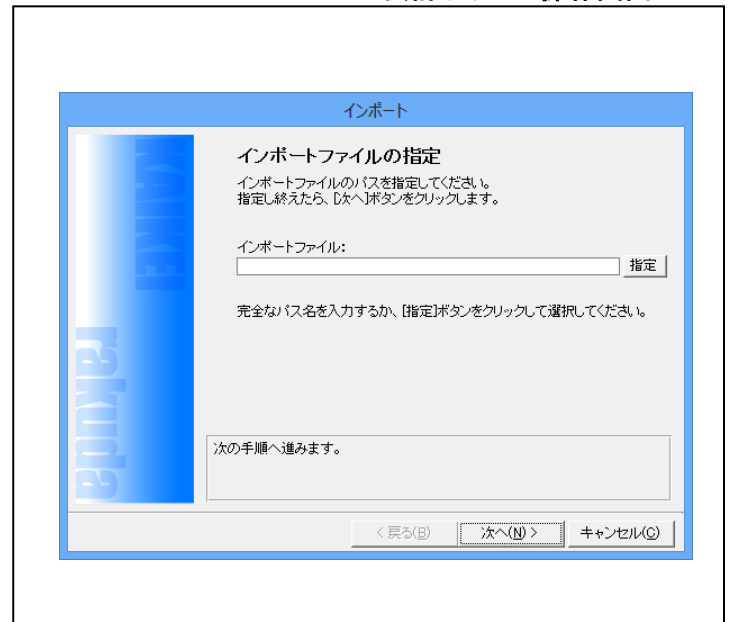 インポート
インポートファイルの指定
インポートファイルのパスを指定してください。
指定し終えたら、[次へ]ボタンをクリックします。
インポートファイル:
指定
完全なパス名を入力するか、[指定]ボタンをクリックして選択してください。
KAIKEI
rakuda
次の手順へ進みます。
< 戻る(B)
次へ(N) >
キャンセル(C)